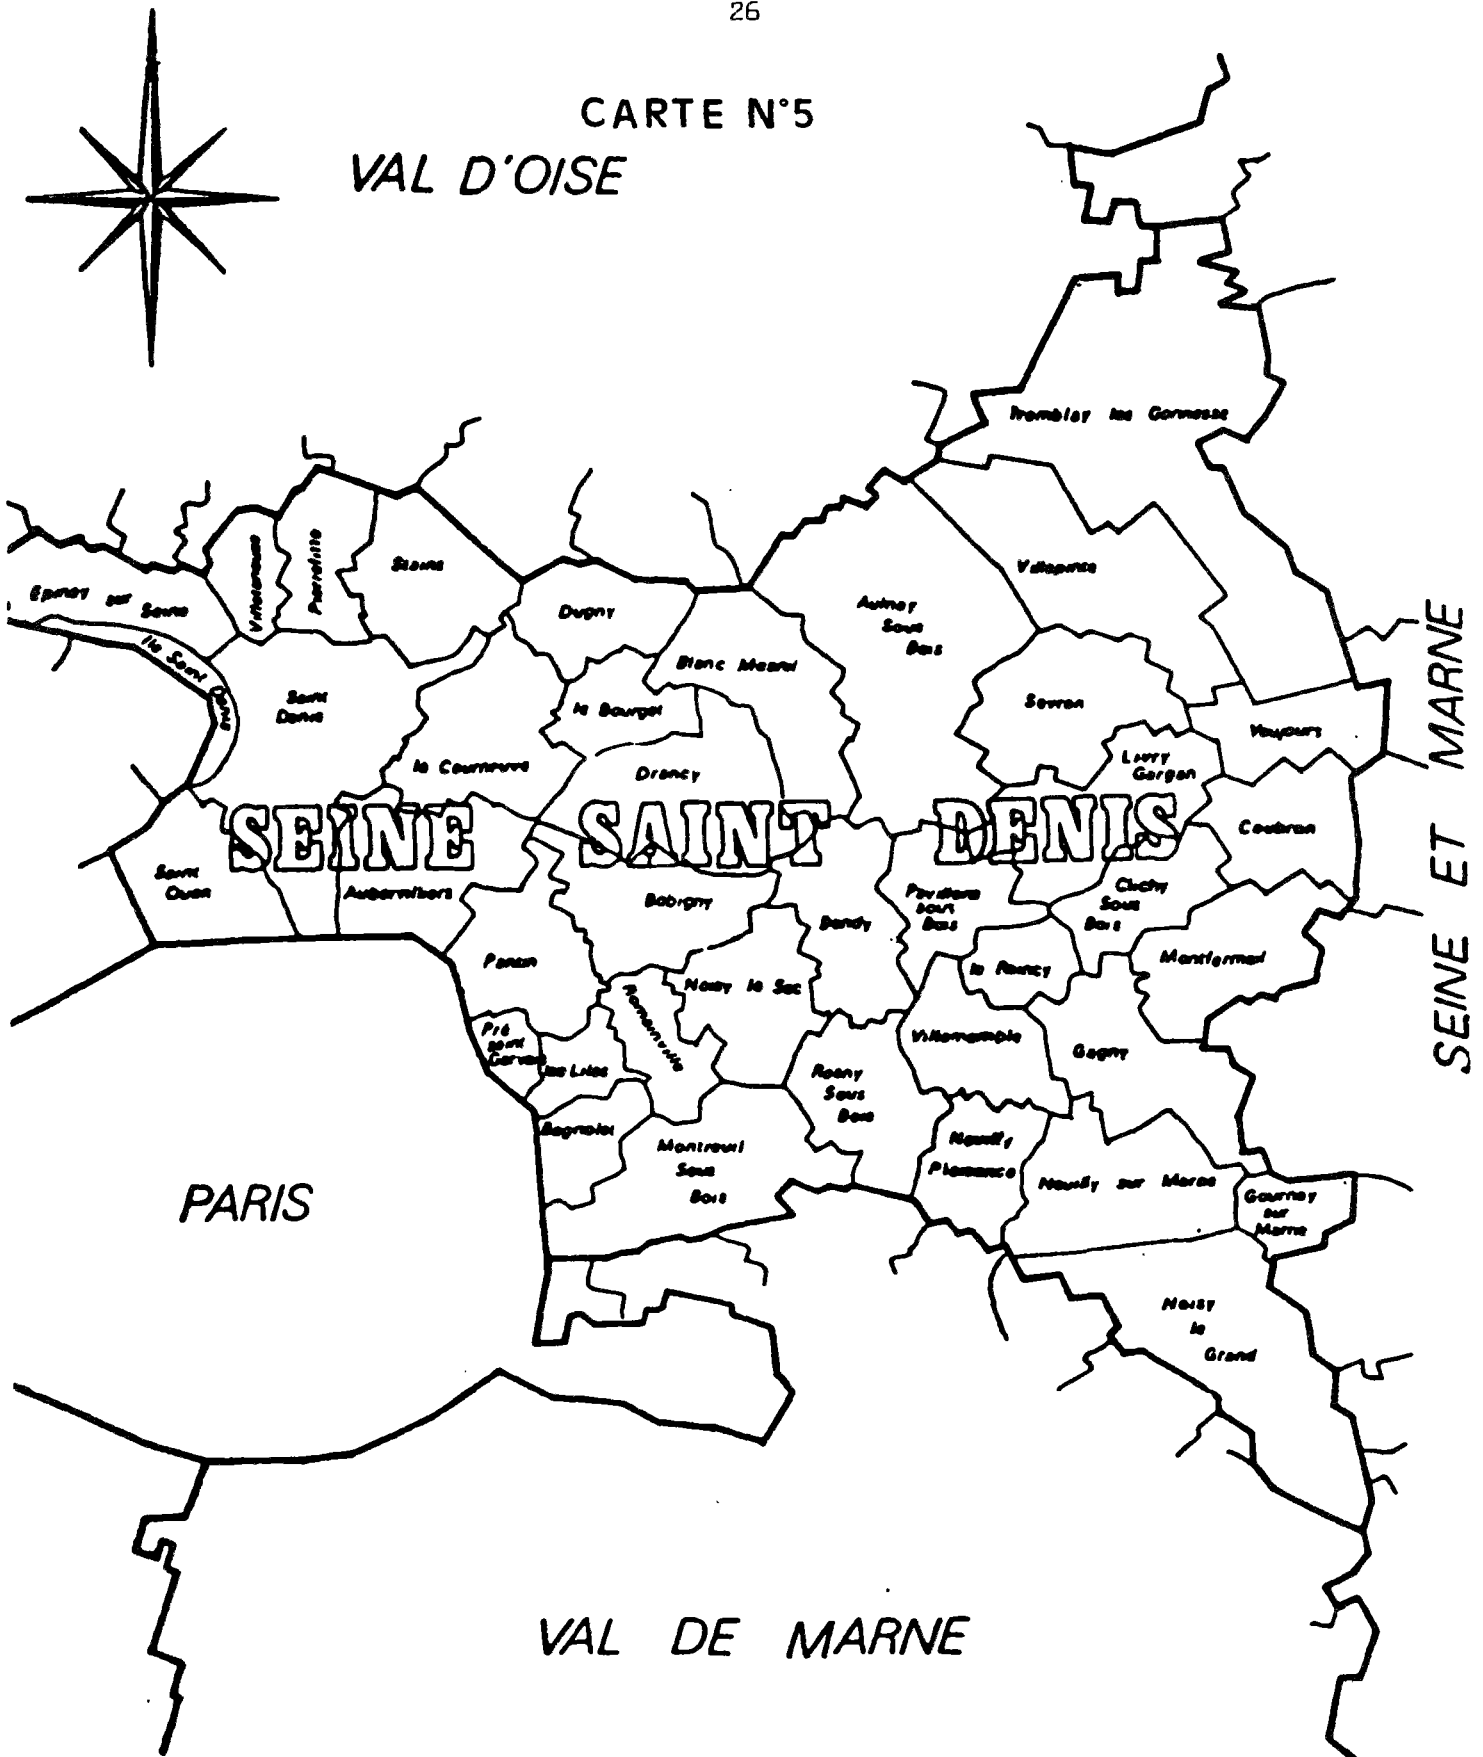 26
CARTE N°5
VAL D'OISE
Tremblay les Gonnesse
Villetaneuse
Pierrefitte
Stains
Villepinte
Epinay sur Seine
Dugny
Aulnay
Sous
Bois
Ile Saint Denis
Blanc Mesnil
Saint
Denis
le Bourget
Sevran
Vaujours
la Courneuve
Drancy
Livry
Gargan
SEINE SAINT DENIS
Coubron
Saint
Ouen
Aubervilliers
Bobigny
Bondy
Pavillons
sous
Bois
Clichy
Sous
Bois
Pantin
Noisy le Sec
le Raincy
Montfermeil
Romainville
Pré
saint
Gervais
les Lilas
Villemomble
Gagny
Rosny
Sous
Bois
Bagnolet
Montreuil
Sous
Bois
Neuilly
Plaisance
Neuilly sur Marne
Gournay
sur
Marne
PARIS
Noisy
le
Grand
SEINE ET MARNE
VAL DE MARNE